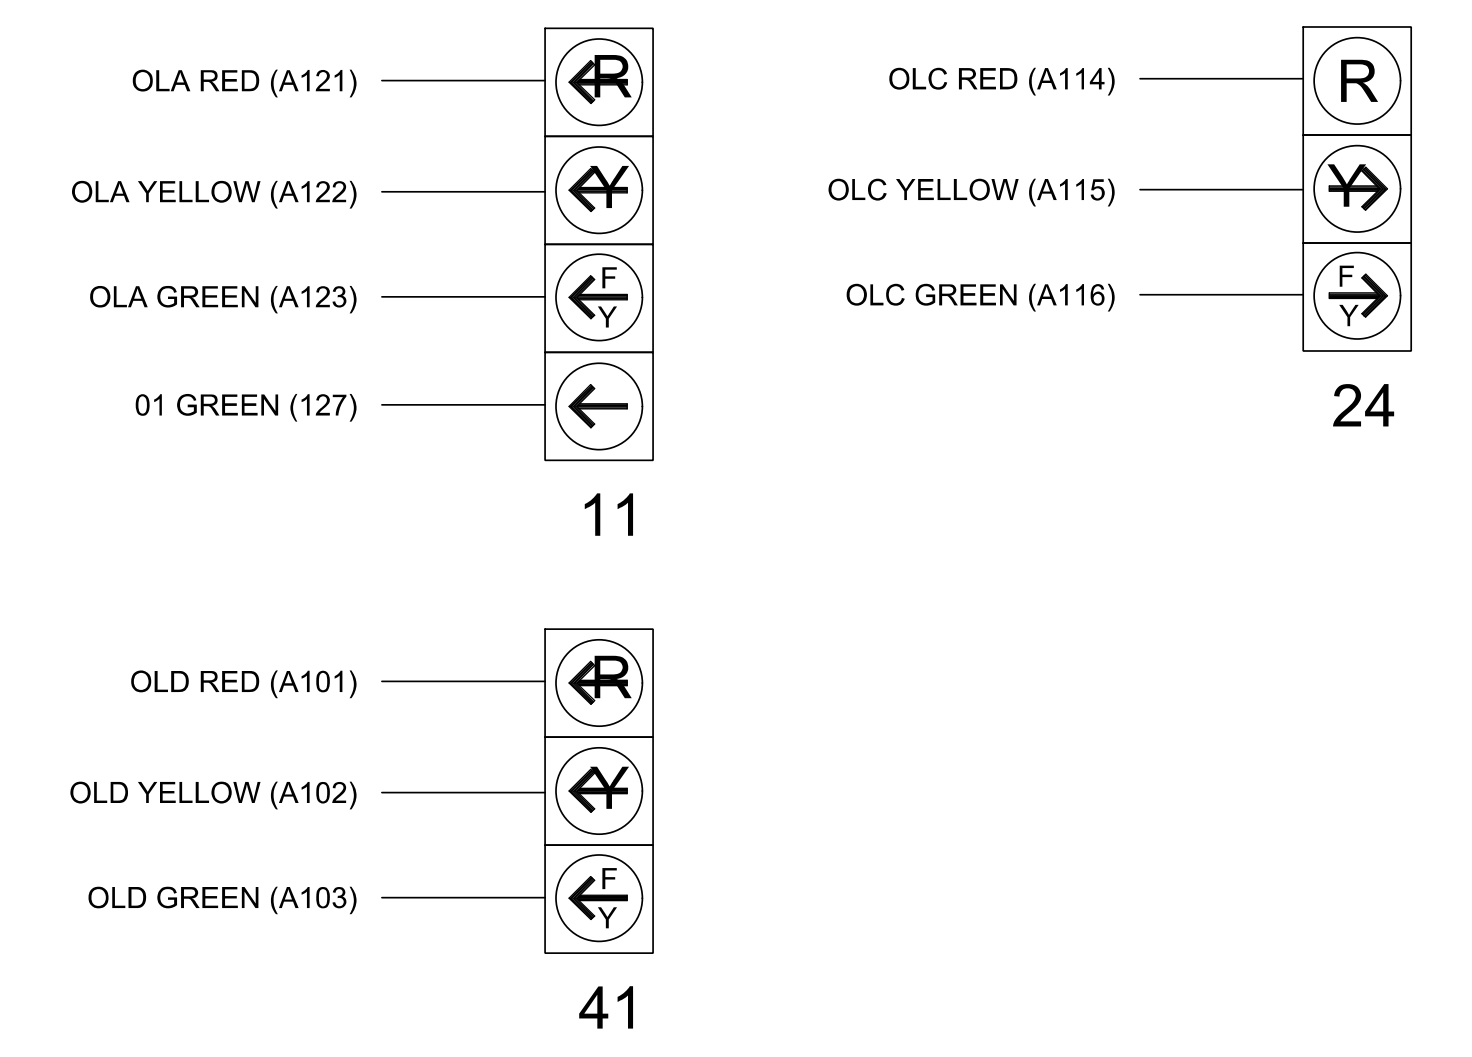 OLA RED (A121)
R
OLA YELLOW (A122)
Y
OLA GREEN (A123)
F
Y
01 GREEN (127)
11
OLC RED (A114)
R
OLC YELLOW (A115)
Y
OLC GREEN (A116)
F
Y
24
OLD RED (A101)
R
OLD YELLOW (A102)
Y
OLD GREEN (A103)
F
Y
41